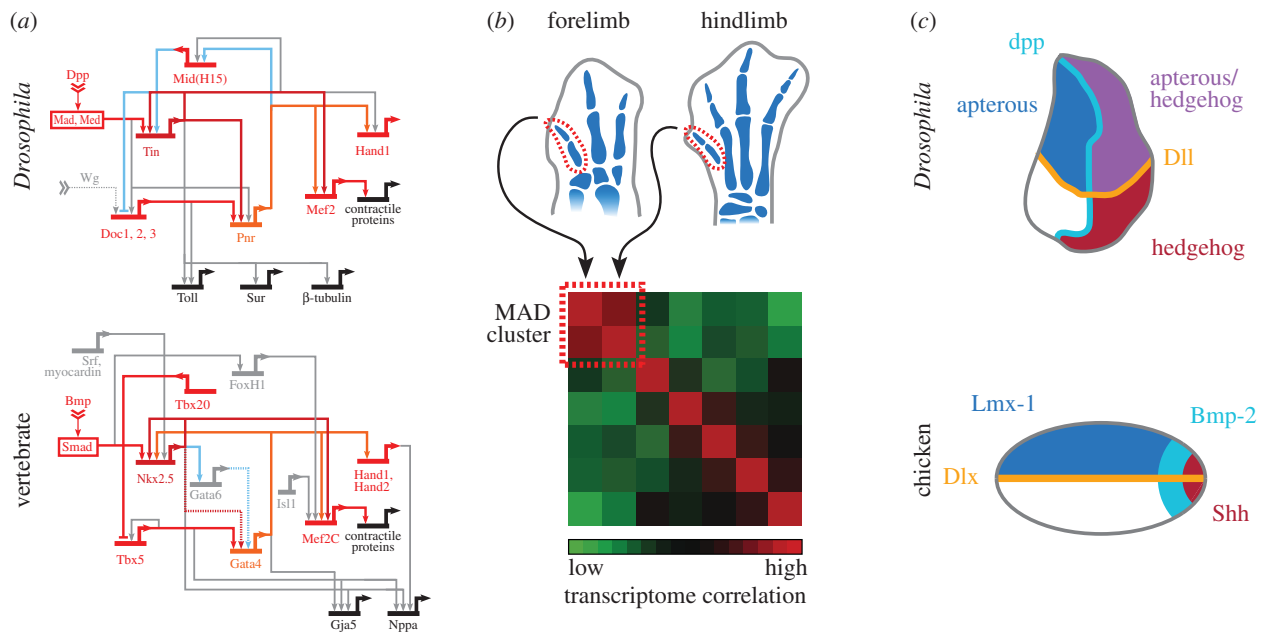 (a)
Drosophila
Dpp
Mad, Med
Mid(H15)
Tin
Hand1
Wg
Mef2
contractile
proteins
Doc1, 2, 3
Pnr
Toll
Sur
β-tubulin
vertebrate
Srf,
myocardin
FoxH1
Tbx20
Bmp
Smad
Nkx2.5
Gata6
Isl1
Hand1,
Hand2
Mef2C
contractile
proteins
Tbx5
Gata4
Gja5
Nppa
(b)
forelimb
hindlimb
MAD
cluster
low
high
transcriptome correlation
(c)
Drosophila
dpp
apterous/
hedgehog
apterous
Dll
hedgehog
chicken
Lmx-1
Bmp-2
Dlx
Shh